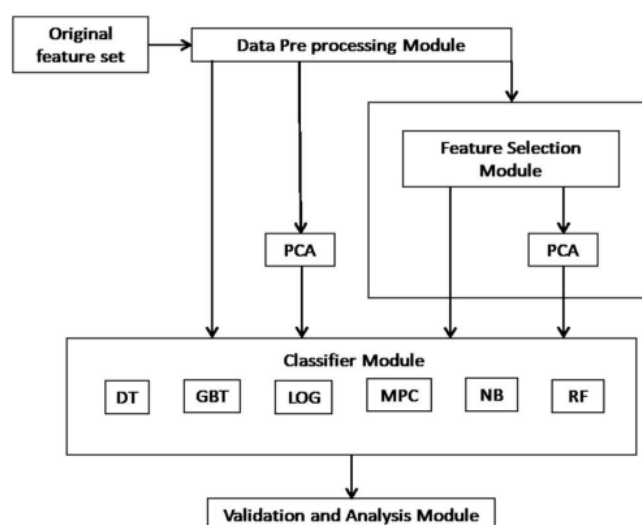 Original
feature set
Data Pre processing Module
Feature Selection
Module
PCA
PCA
Classifier Module
DT
GBT
LOG
MPC
NB
RF
Validation and Analysis Module